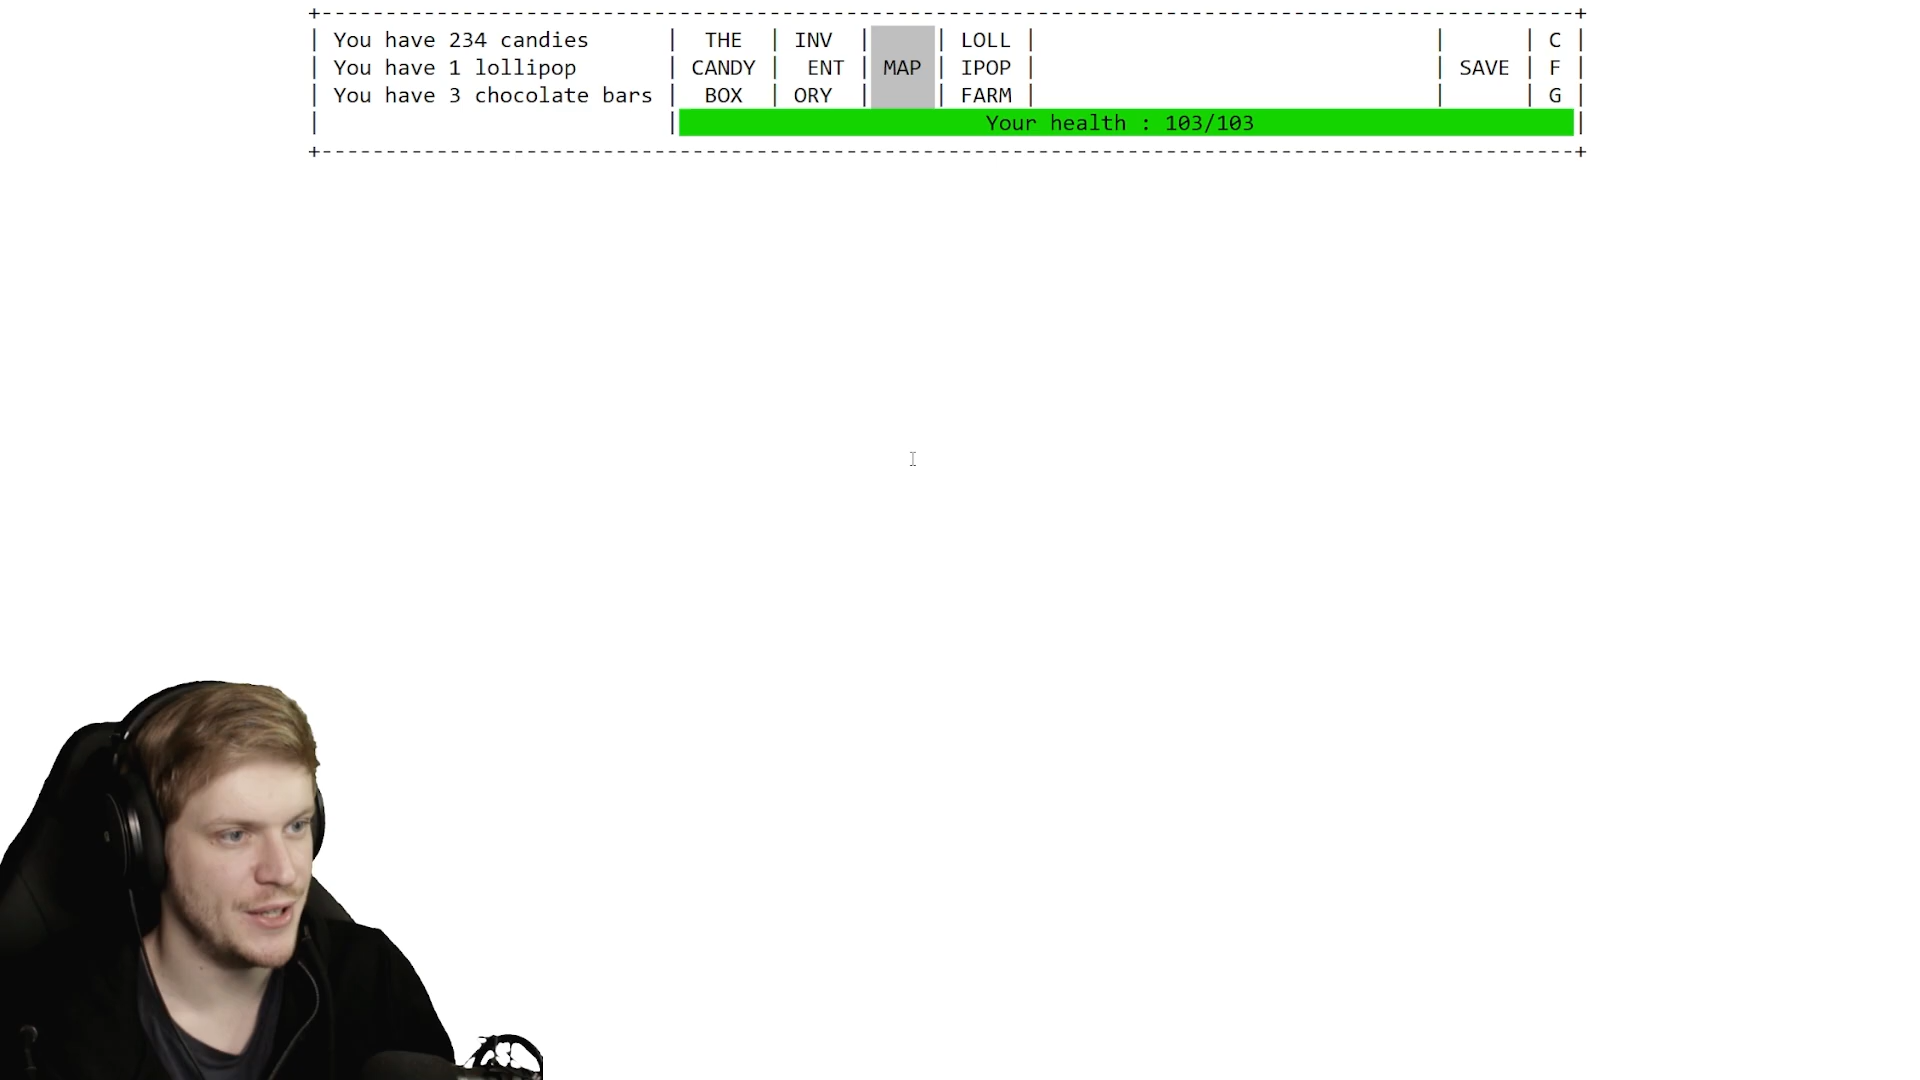 You have 234 candies | THE | INV | | LOLL | | | C |
You have 1 lollipop | CANDY | ENT | MAP | IPOP | | SAVE | F |
You have 3 chocolate bars | BOX | ORY | | FARM | | | G |
Your health : 103/103